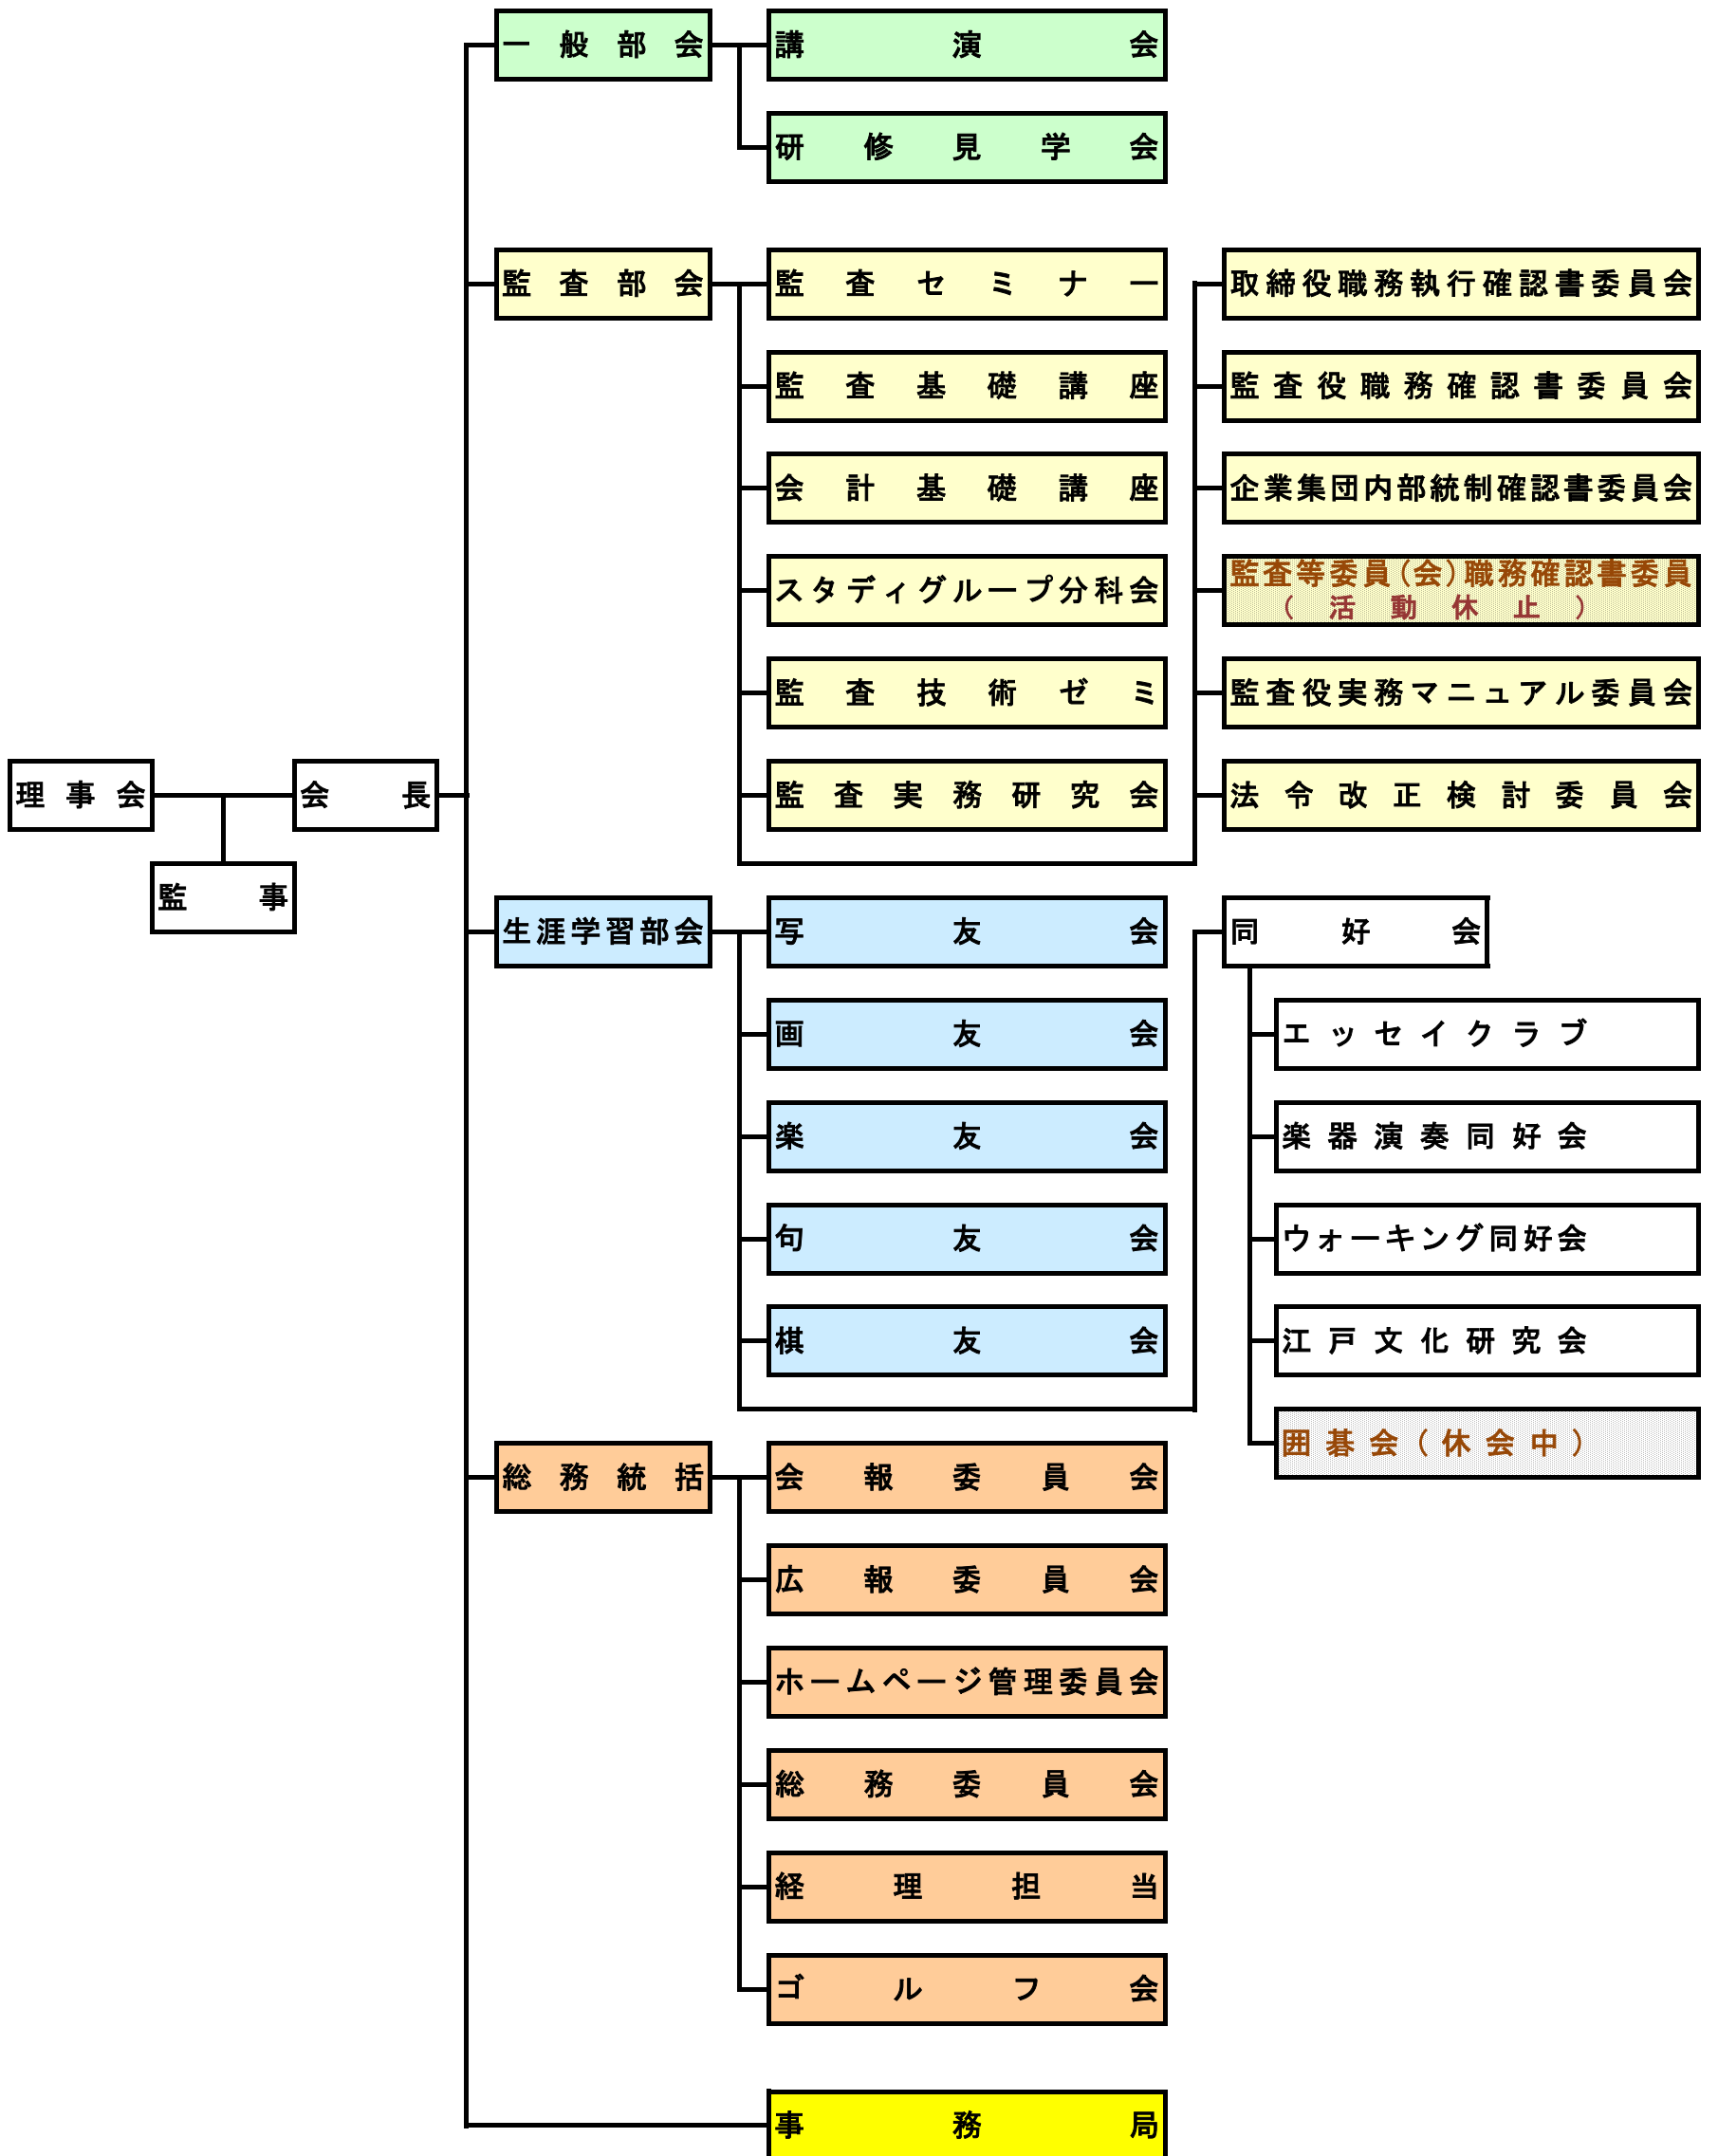 一般部会
講演会
研修見学会
監査部会
監査セミナー
監査基礎講座
会計基礎講座
スタディグループ分科会
監査技術ゼミ
監査実務研究会
取締役職務執行確認書委員会
監査役職務確認書委員会
企業集団内部統制確認書委員会
監査等委員(会)職務確認書委員
(活動休止)
監査役実務マニュアル委員会
法令改正検討委員会
理事会
会長
監事
生涯学習部会
写友会
画友会
楽友会
句友会
棋友会
同好会
エッセイクラブ
楽器演奏同好会
ウォーキング同好会
江戸文化研究会
囲碁会(休会中)
総務統括
会報委員会
広報委員会
ホームページ管理委員会
総務委員会
経理担当
ゴルフ会
事務局